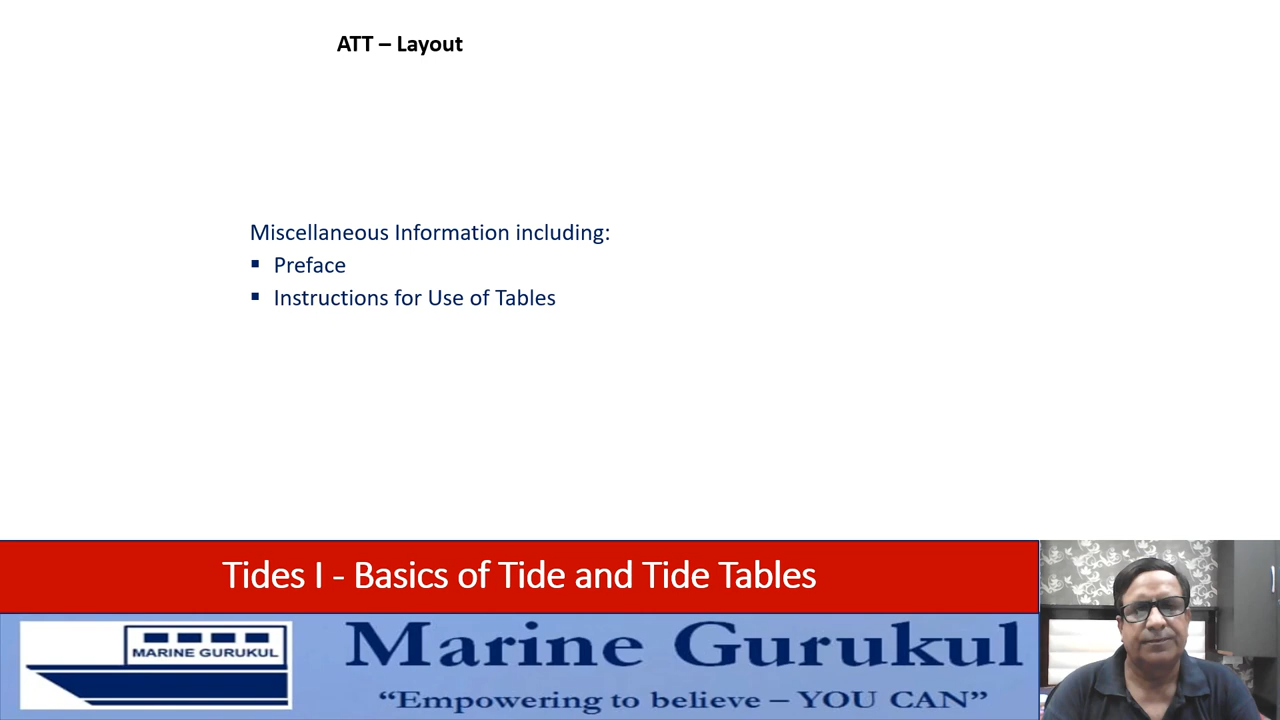 ATT – Layout
Miscellaneous Information including:
▪ Preface
▪ Instructions for Use of Tables
Tides I - Basics of Tide and Tide Tables
MARINE GURUKUL
Marine Gurukul
“Empowering to believe – YOU CAN”